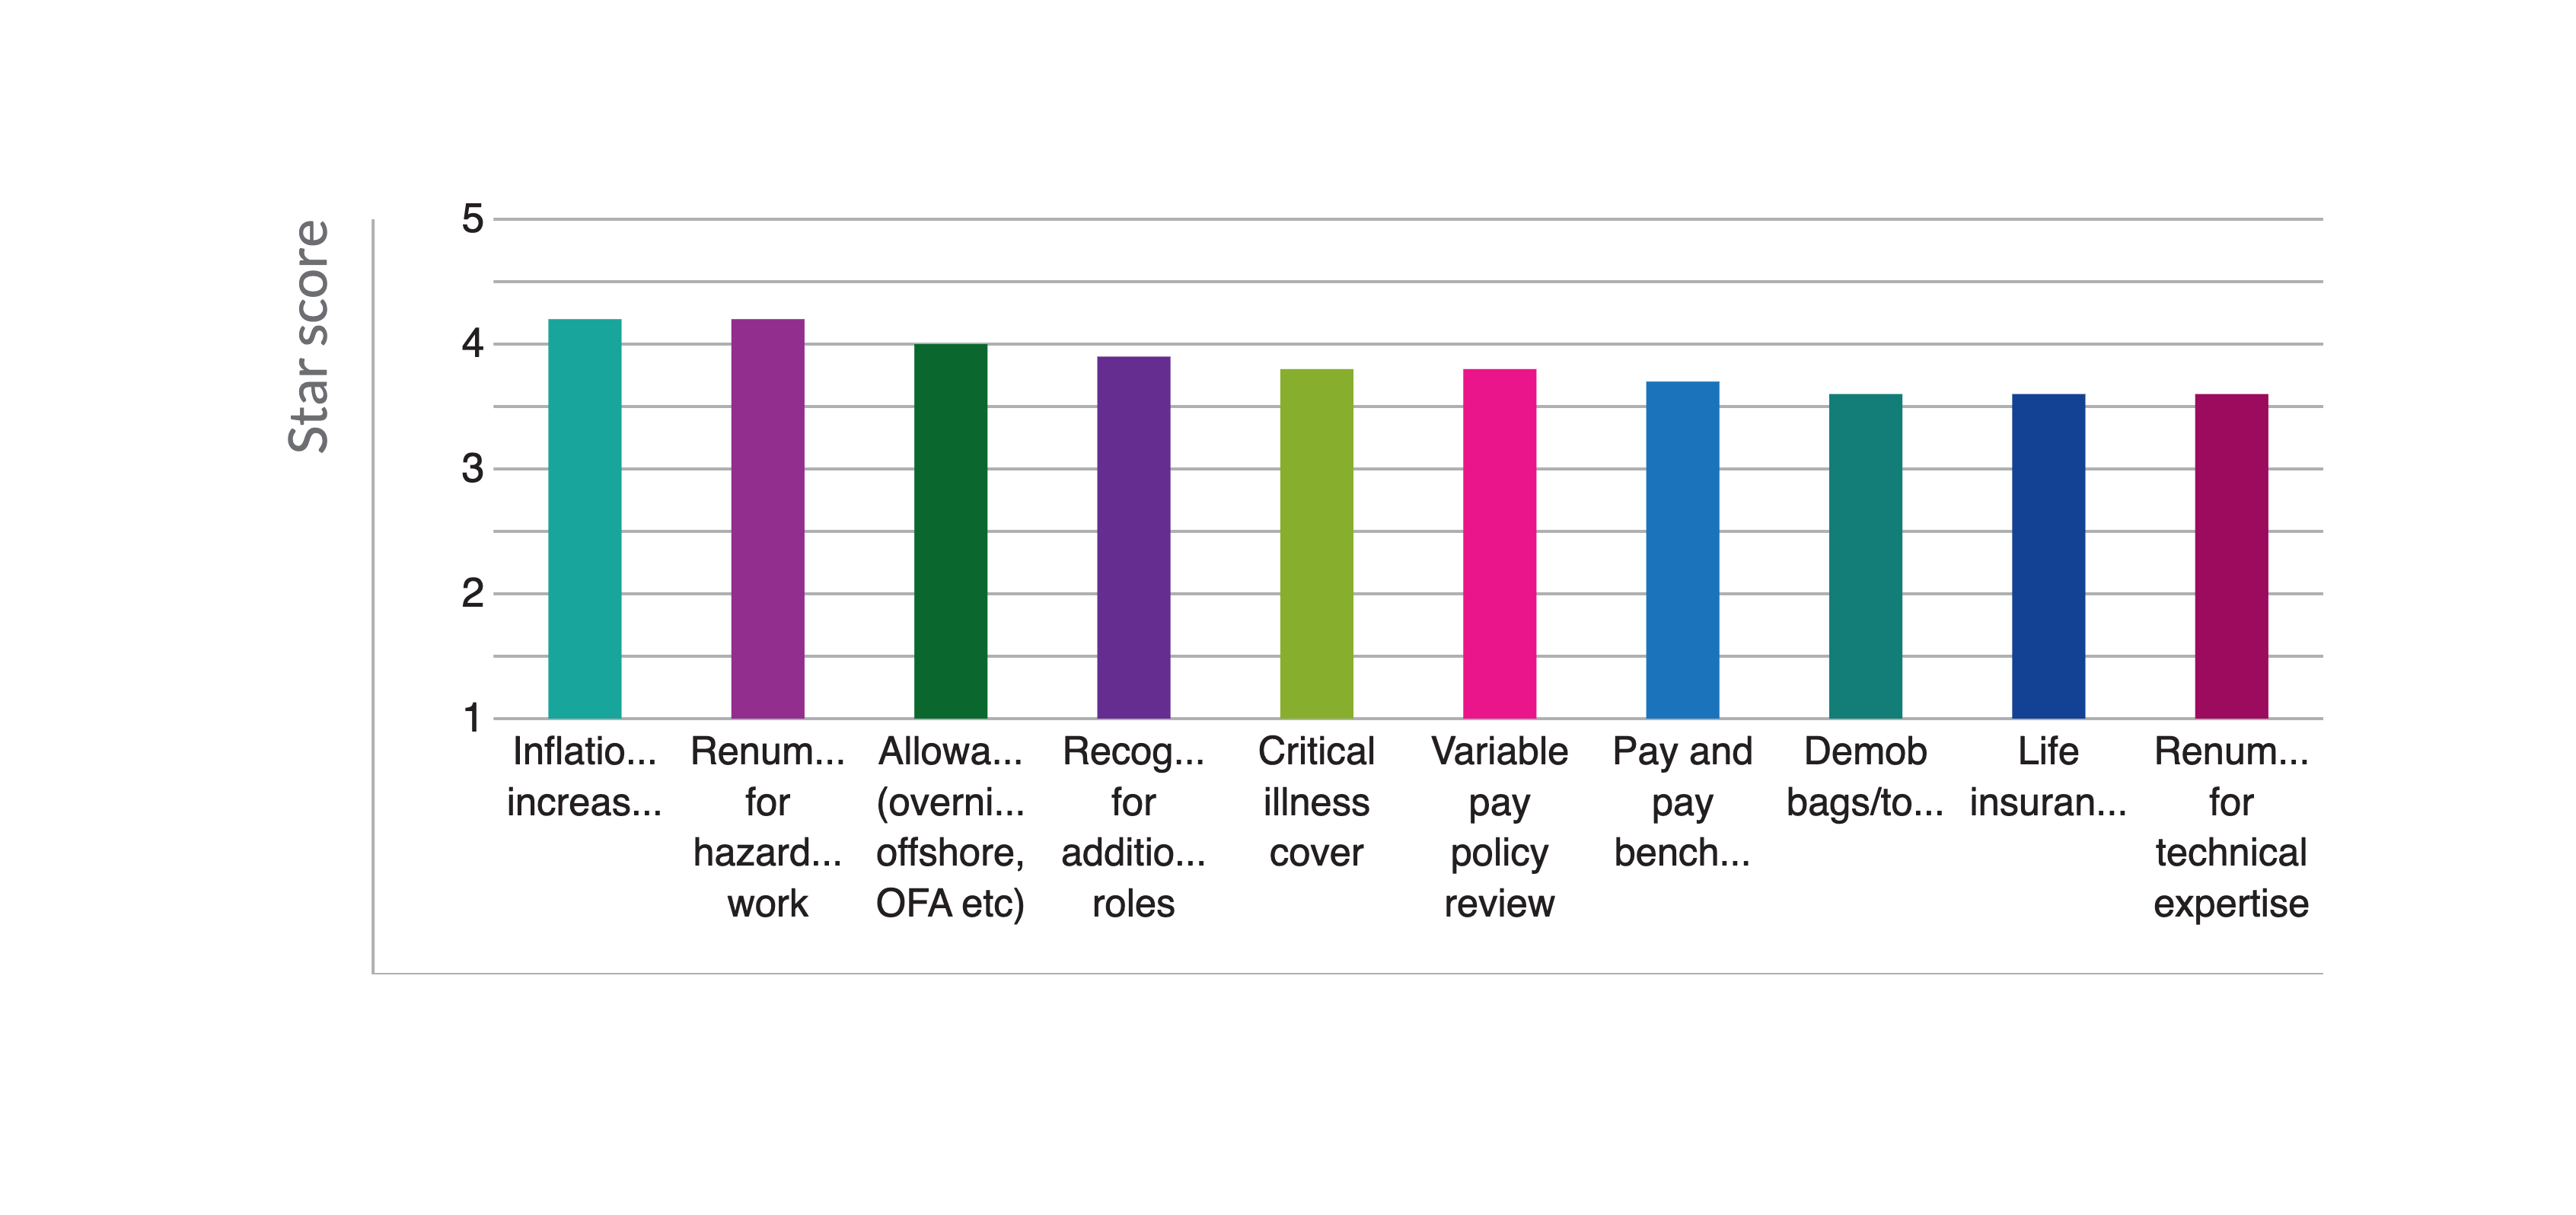 Star score
5
4
3
2
1
Inflatio...
increas...
Renum...
for
hazard...
work
Allowa...
(overni...
offshore,
OFA etc)
Recog...
for
additio...
roles
Critical
illness
cover
Variable
pay
policy
review
Pay and
pay
bench...
Demob
bags/to...
Life
insuran...
Renum...
for
technical
expertise